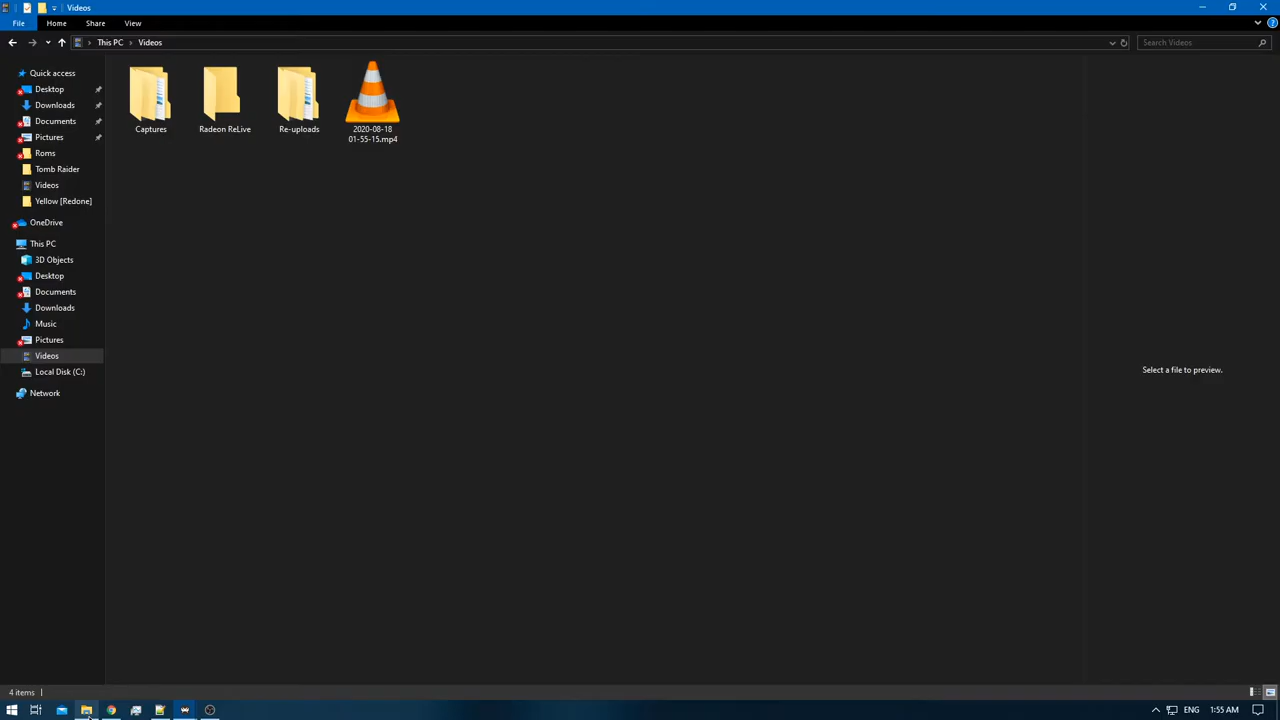 Videos
File Home Share View
This PC Videos
Search Videos
Quick access
Desktop
Downloads
Documents
Pictures
Roms
Tomb Raider
Videos
Yellow [Redone]
OneDrive
This PC
3D Objects
Desktop
Documents
Downloads
Music
Pictures
Videos
Local Disk (C:)
Network
Captures
Radeon ReLive
Re-uploads
2020-08-18
01-55-15.mp4
Select a file to preview.
4 items
ENG 1:55 AM